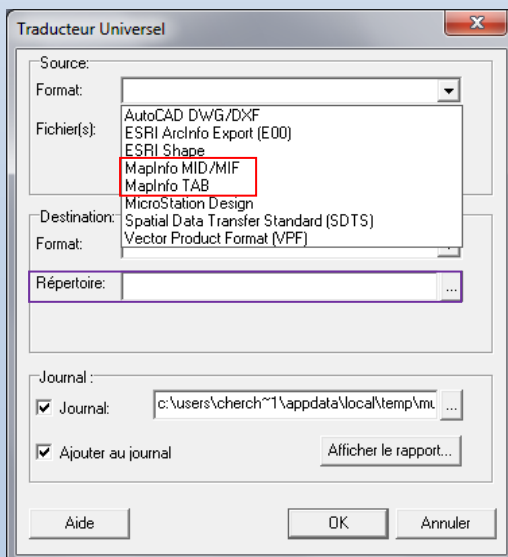 Traducteur Universel
Source:
Format:
Fichier(s):
AutoCAD DWG/DXF
ESRI ArcInfo Export (E00)
ESRI Shape
MapInfo MID/MIF
MapInfo TAB
MicroStation Design
Spatial Data Transfer Standard (SDTS)
Vector Product Format (VPF)
Destination:
Format:
Répertoire:
...
Journal :
Journal: c:\users\cherch~1\appdata\local\temp\mu ...
Ajouter au journal Afficher le rapport...
Aide OK Annuler